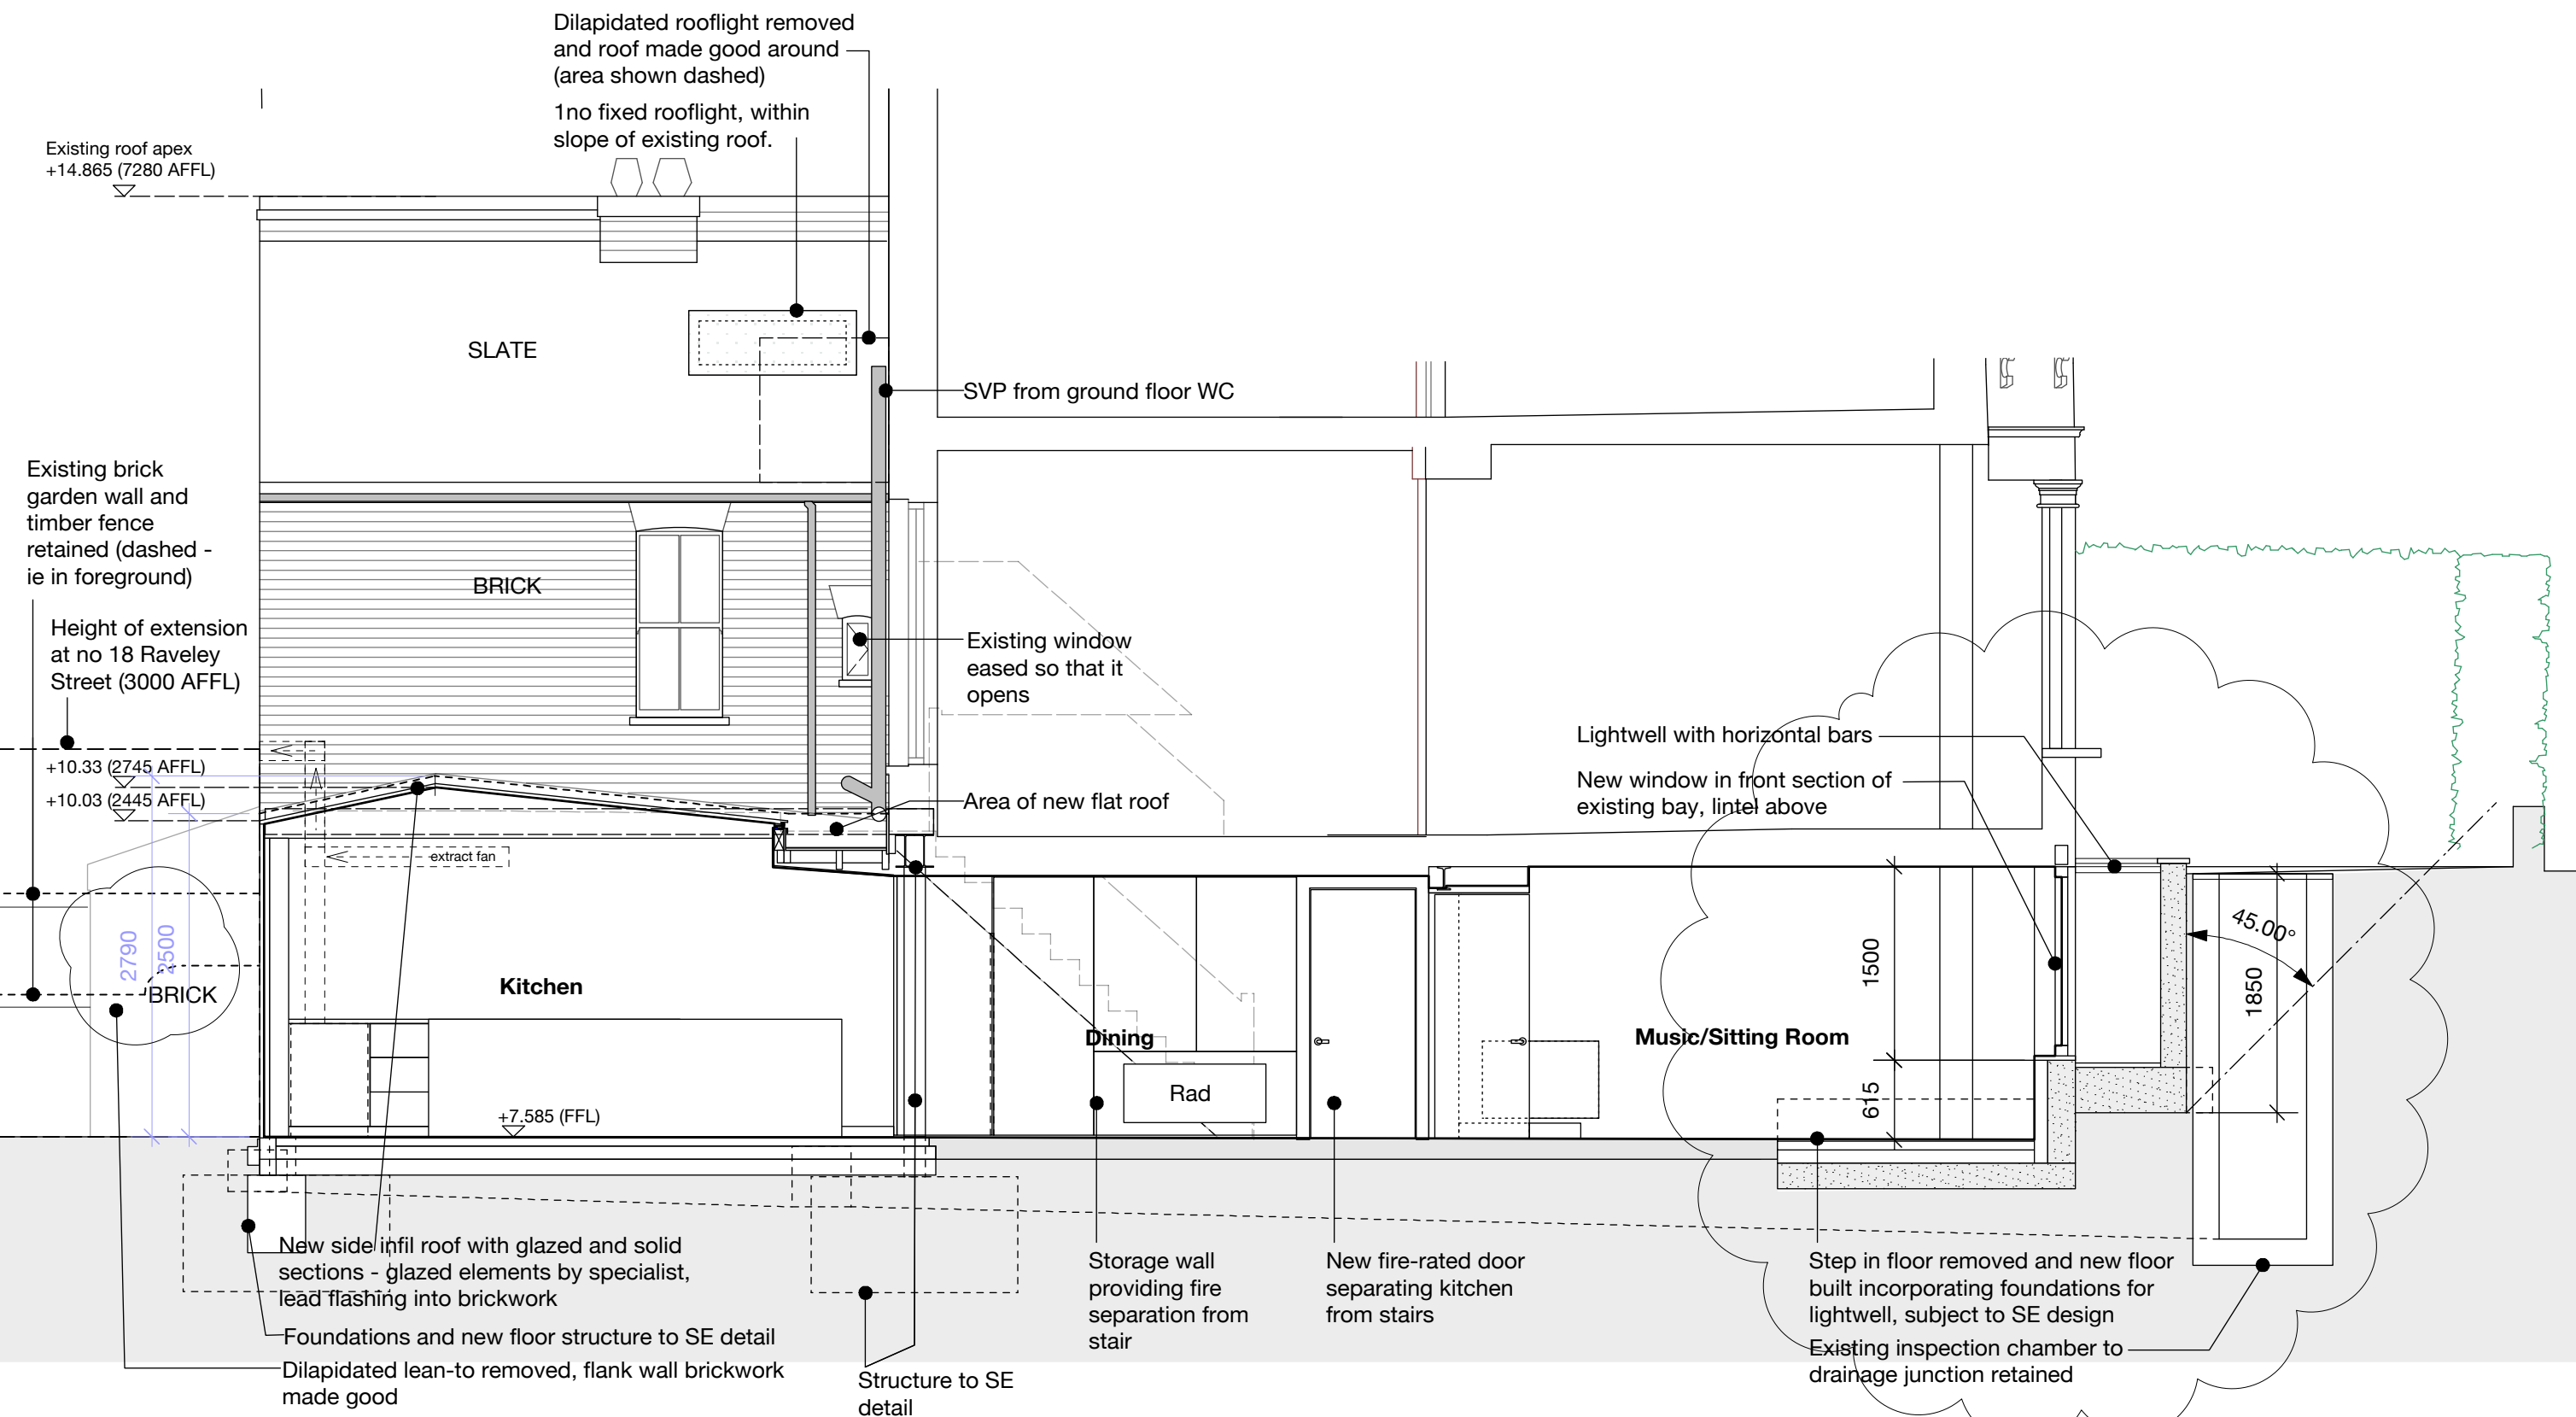 Dilapidated rooflight removed
and roof made good around
(area shown dashed)
1no fixed rooflight, within
slope of existing roof.
Existing roof apex
+14.865 (7280 AFFL)
SLATE
SVP from ground floor WC
Existing brick
garden wall and
timber fence
retained (dashed -
ie in foreground)
BRICK
Height of extension
at no 18 Raveley
Street (3000 AFFL)
Existing window
eased so that it
opens
Lightwell with horizontal bars
New window in front section of
existing bay, lintel above
+10.33 (2745 AFFL)
+10.03 (2445 AFFL)
Area of new flat roof
extract fan
45.00°
2790
2500
1500
1850
BRICK
Kitchen
Dining
Music/Sitting Room
Rad
615
+7.585 (FFL)
New side infil roof with glazed and solid
sections - glazed elements by specialist,
lead flashing into brickwork
Foundations and new floor structure to SE detail
Dilapidated lean-to removed, flank wall brickwork
made good
Structure to SE
detail
Storage wall
providing fire
separation from
stair
New fire-rated door
separating kitchen
from stairs
Step in floor removed and new floor
built incorporating foundations for
lightwell, subject to SE design
Existing inspection chamber to
drainage junction retained